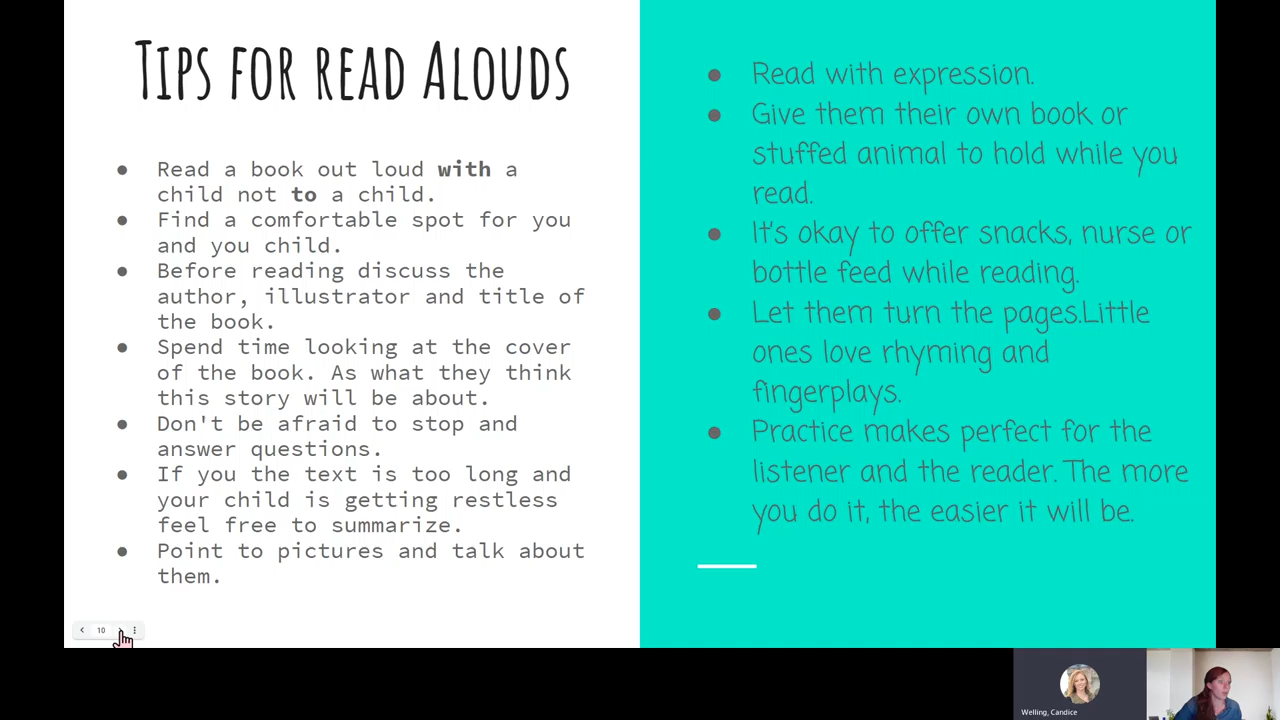 Tips for read Alouds
● Read a book out loud with a
child not to a child.
● Find a comfortable spot for you
and you child.
● Before reading discuss the
author, illustrator and title of
the book.
● Spend time looking at the cover
of the book. As what they think
this story will be about.
● Don't be afraid to stop and
answer questions.
● If you the text is too long and
your child is getting restless
feel free to summarize.
● Point to pictures and talk about
them.
10
● Read with expression.
● Give them their own book or
stuffed animal to hold while you
read.
● It's okay to offer snacks, nurse or
bottle feed while reading.
● Let them turn the pages.Little
ones love rhyming and
fingerplays.
● Practice makes perfect for the
listener and the reader. The more
you do it, the easier it will be.
Welling, Candice